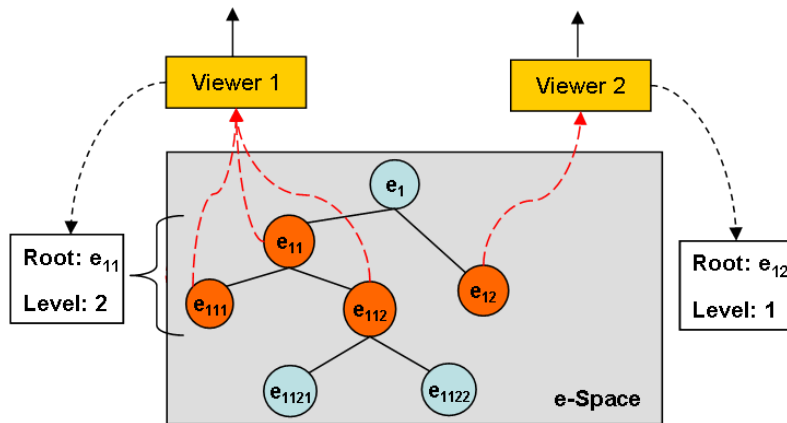 Viewer 1
Viewer 2
e1
e11
e111
e112
e12
e1121
e1122
e-Space
Root: e11
Level: 2
Root: e12
Level: 1